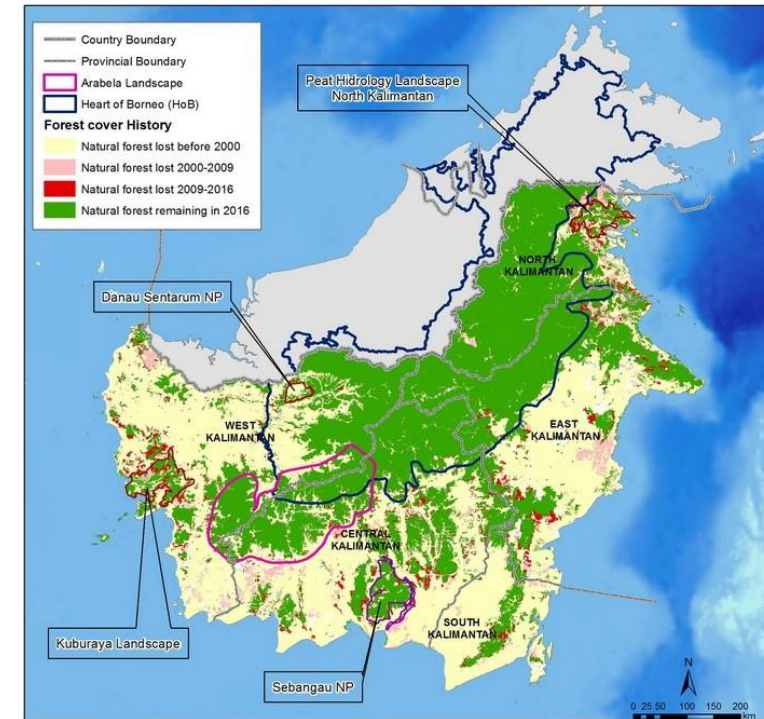 Country Boundary
Provincial Boundary
Arabela Landscape
Heart of Borneo (HoB)
Forest cover History
Natural forest lost before 2000
Natural forest lost 2000-2009
Natural forest lost 2009-2016
Natural forest remaining in 2016
Peat Hidrology Landscape
North Kalimantan
NORTH
KALIMANTAN
Danau Sentarum NP
WEST
KALIMANTAN
EAST
KALIMANTAN
CENTRAL
KALIMANTAN
SOUTH
KALIMANTAN
Kuburaya Landscape
Sebangau NP
N
0 25 50 100 150 200
km